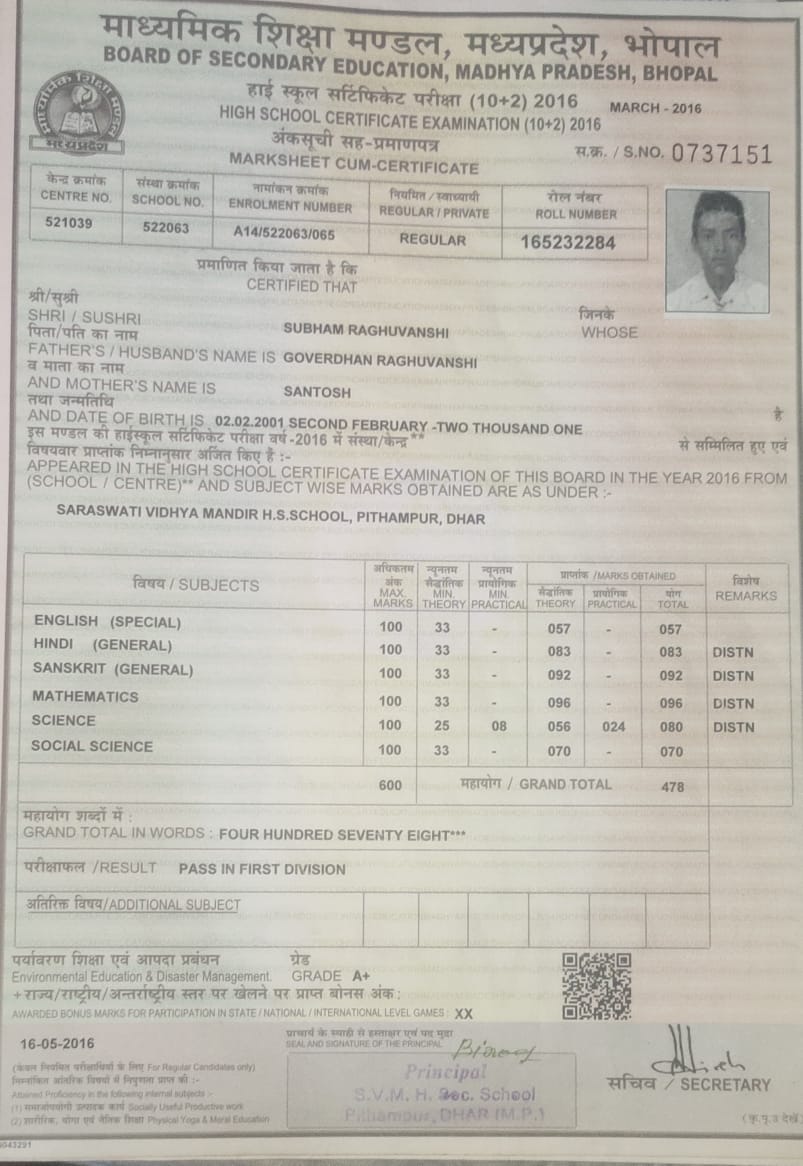 माध्यमिक शिक्षा मण्डल, मध्यप्रदेश, भोपाल
BOARD OF SECONDARY EDUCATION, MADHYA PRADESH, BHOPAL
हाई स्कूल सर्टिफिकेट परीक्षा (10+2) 2016 MARCH - 2016
HIGH SCHOOL CERTIFICATE EXAMINATION (10+2) 2016
माध्यमिक शिक्षा मण्डल
मध्यप्रदेश
अंकसूची सह-प्रमाणपत्र
MARKSHEET CUM-CERTIFICATE
स.क्र. / S.NO. 0737151
केन्द्र क्रमांक संस्था क्रमांक नामांकन क्रमांक नियमित / स्वाध्यायी रोल नंबर
CENTRE NO. SCHOOL NO. ENROLMENT NUMBER REGULAR / PRIVATE ROLL NUMBER
521039 522063 A14/522063/065 REGULAR 165232284
प्रमाणित किया जाता है कि
CERTIFIED THAT
श्री/सुश्री जिनके
SHRI / SUSHRI SUBHAM RAGHUVANSHI WHOSE
पिता/पति का नाम
FATHER'S / HUSBAND'S NAME IS GOVERDHAN RAGHUVANSHI
व माता का नाम
AND MOTHER'S NAME IS SANTOSH
तथा जन्मतिथि है
AND DATE OF BIRTH IS 02.02.2001 SECOND FEBRUARY -TWO THOUSAND ONE
इस मण्डल की हाईस्कूल सर्टिफिकेट परीक्षा वर्ष-2016 में संस्था/केन्द्र** से सम्मिलित हुए एवं
विषयवार प्राप्तांक निम्नानुसार अर्जित किए है :-
APPEARED IN THE HIGH SCHOOL CERTIFICATE EXAMINATION OF THIS BOARD IN THE YEAR 2016 FROM
(SCHOOL / CENTRE)** AND SUBJECT WISE MARKS OBTAINED ARE AS UNDER :-
SARASWATI VIDHYA MANDIR H.S.SCHOOL, PITHAMPUR, DHAR
विषय / SUBJECTS अधिकतम अंक MAX. MARKS न्यूनतम सैद्धांतिक MIN. THEORY न्यूनतम प्रायोगिक MIN. PRACTICAL प्राप्तांक /MARKS OBTAINED विशेष REMARKS
सैद्धांतिक THEORY प्रायोगिक PRACTICAL योग TOTAL
ENGLISH (SPECIAL) 100 33 - 057 - 057
HINDI (GENERAL) 100 33 - 083 - 083 DISTN
SANSKRIT (GENERAL) 100 33 - 092 - 092 DISTN
MATHEMATICS 100 33 - 096 - 096 DISTN
SCIENCE 100 25 08 056 024 080 DISTN
SOCIAL SCIENCE 100 33 - 070 - 070
600 महायोग / GRAND TOTAL 478
महायोग शब्दों में :
GRAND TOTAL IN WORDS : FOUR HUNDRED SEVENTY EIGHT***
परीक्षाफल /RESULT PASS IN FIRST DIVISION
अतिरिक्त विषय/ADDITIONAL SUBJECT
पर्यावरण शिक्षा एवं आपदा प्रबंधन ग्रेड
Environmental Education & Disaster Management. GRADE A+
+राज्य/राष्ट्रीय/अन्तर्राष्ट्रीय स्तर पर खेलने पर प्राप्त बोनस अंक :
AWARDED BONUS MARKS FOR PARTICIPATION IN STATE / NATIONAL / INTERNATIONAL LEVEL GAMES : XX
16-05-2016
प्राचार्य के स्याही से हस्ताक्षर एवं पद मुद्रा
SEAL AND SIGNATURE OF THE PRINCIPAL
Principal
S.V.M. H. Sec. School
Pithampur, DHAR (M.P.)
सचिव / SECRETARY
(केवल नियमित परीक्षार्थियों के लिए For Regular Candidates only)
निम्नांकित आंतरिक विषयों में निपुणता प्राप्त की :-
Attained Proficiency in the following internal subjects :-
(1) समाजोपयोगी उत्पादक कार्य Socially Useful Productive work
(2) शारीरिक, योग एवं नैतिक शिक्षा Physical Yoga & Moral Education
(कृ.पृ.उ देखें
043291